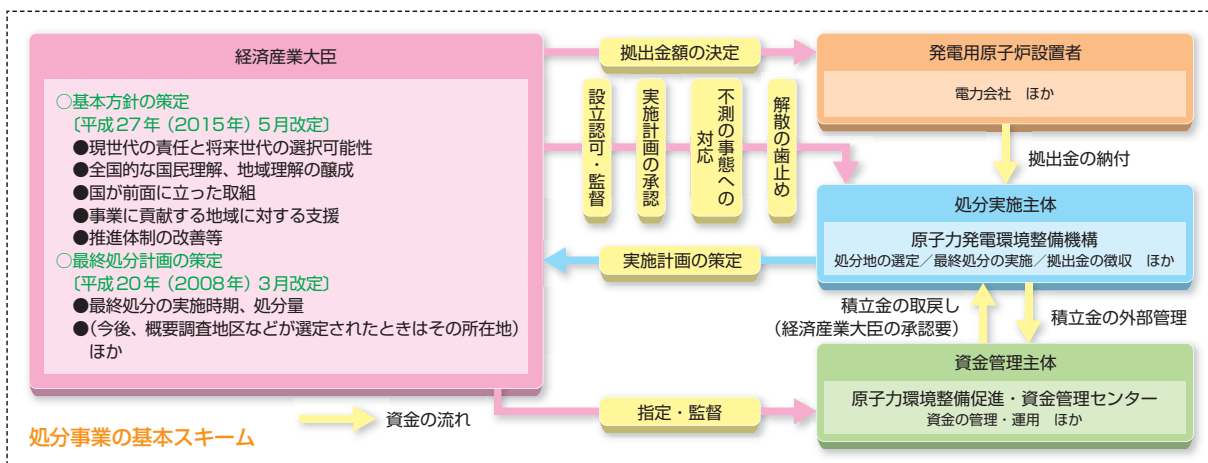 経済産業大臣
○基本方針の策定
〔平成27年(2015年)5月改定〕
●現世代の責任と将来世代の選択可能性
●全国的な国民理解、地域理解の醸成
●国が前面に立った取組
●事業に貢献する地域に対する支援
●推進体制の改善等
○最終処分計画の策定
〔平成20年(2008年)3月改定〕
●最終処分の実施時期、処分量
●(今後、概要調査地区などが選定されたときはその所在地)
ほか
拠出金額の決定
設立認可・監督
実施計画の承認
不測の事態への
対応
解散の歯止め
実施計画の策定
指定・監督
発電用原子炉設置者
電力会社 ほか
拠出金の納付
処分実施主体
原子力発電環境整備機構
処分地の選定/最終処分の実施/拠出金の徴収 ほか
積立金の取戻し
(経済産業大臣の承認要)
積立金の外部管理
資金管理主体
原子力環境整備促進・資金管理センター
資金の管理・運用 ほか
資金の流れ
処分事業の基本スキーム